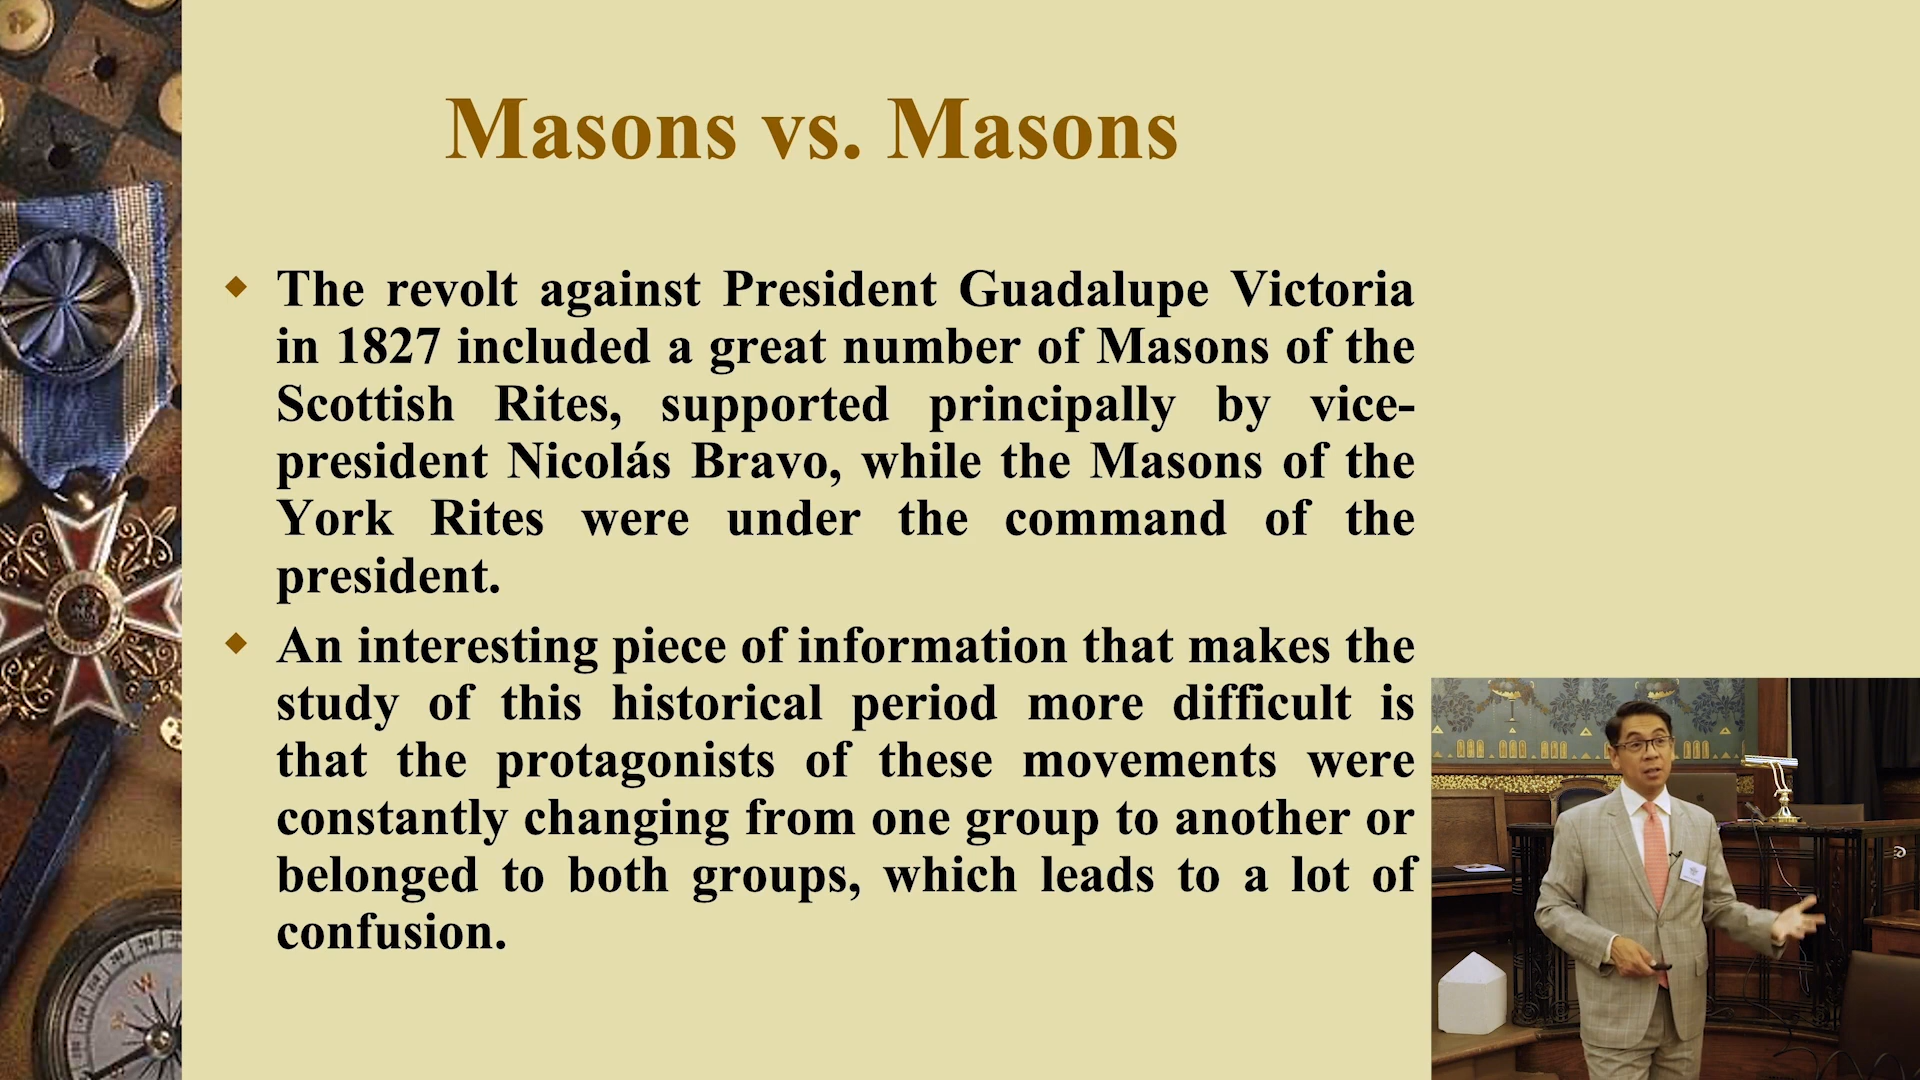 Masons vs. Masons
The revolt against President Guadalupe Victoria
in 1827 included a great number of Masons of the
Scottish Rites, supported principally by vice-
president Nicolás Bravo, while the Masons of the
York Rites were under the command of the
president.
An interesting piece of information that makes the
study of this historical period more difficult is
that the protagonists of these movements were
constantly changing from one group to another or
belonged to both groups, which leads to a lot of
confusion.